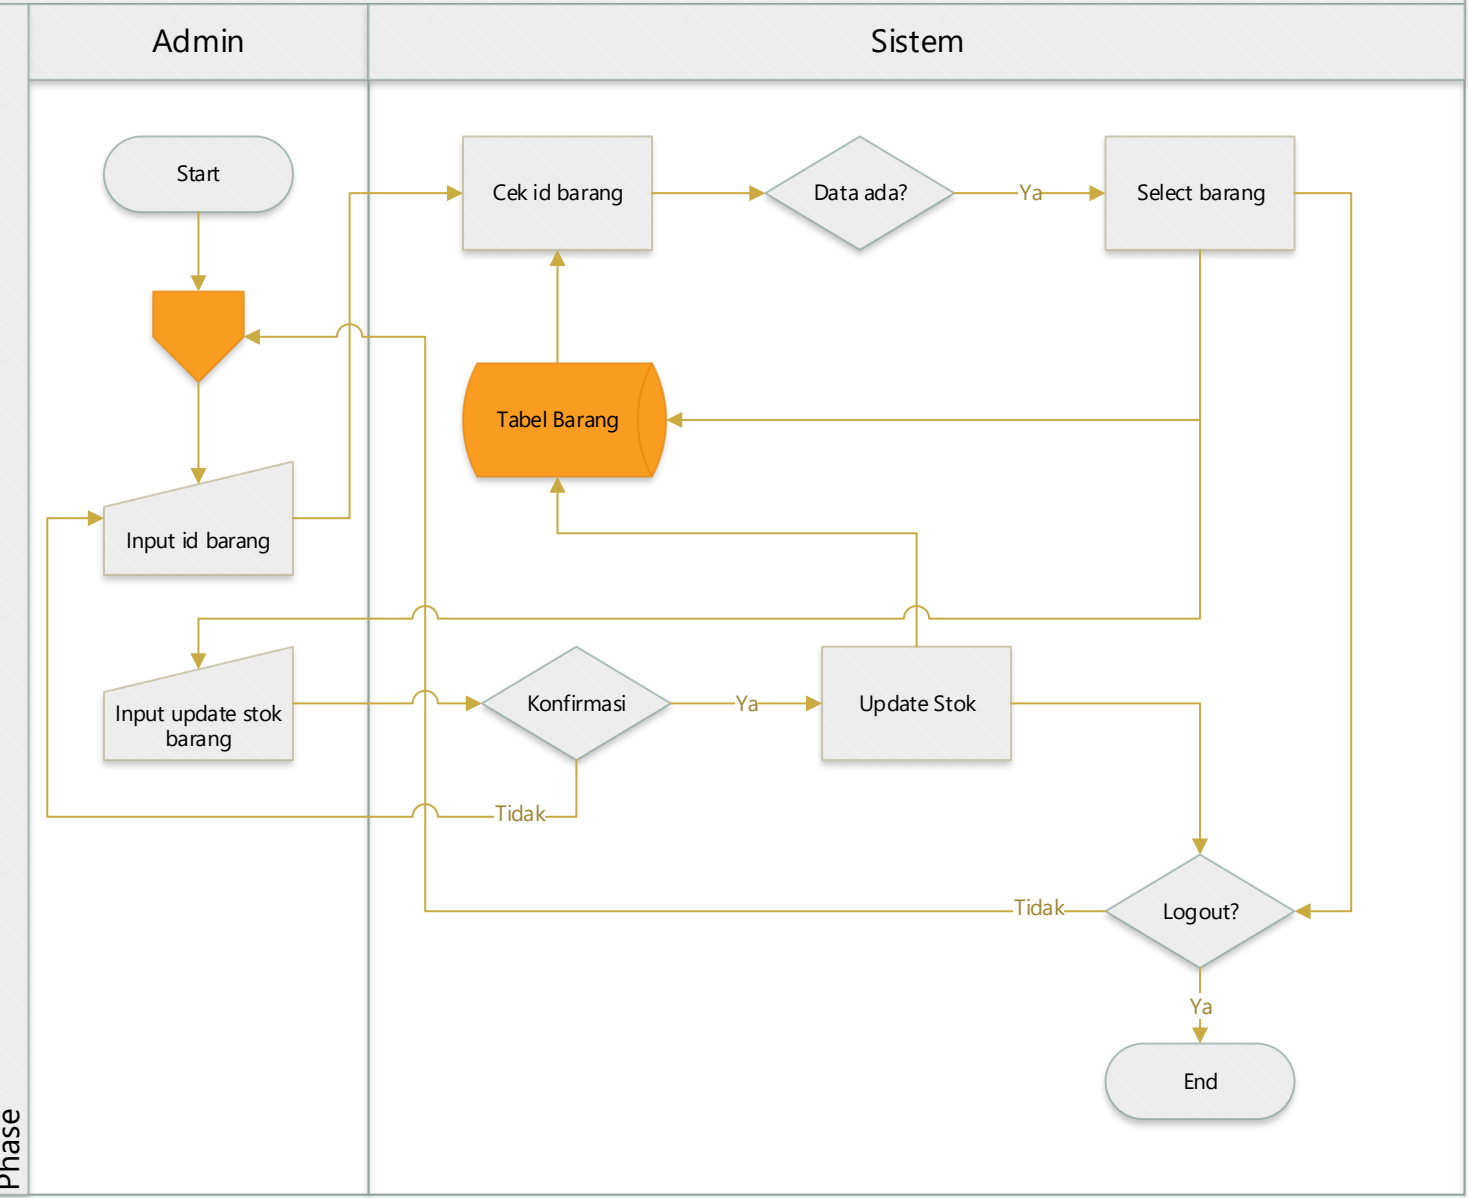 Admin
Sistem
Start
Cek id barang
Data ada?
Ya
Select barang
Tabel Barang
Input id barang
Input update stok
barang
Konfirmasi
Ya
Update Stok
Tidak
Tidak
Logout?
Ya
End
Phase